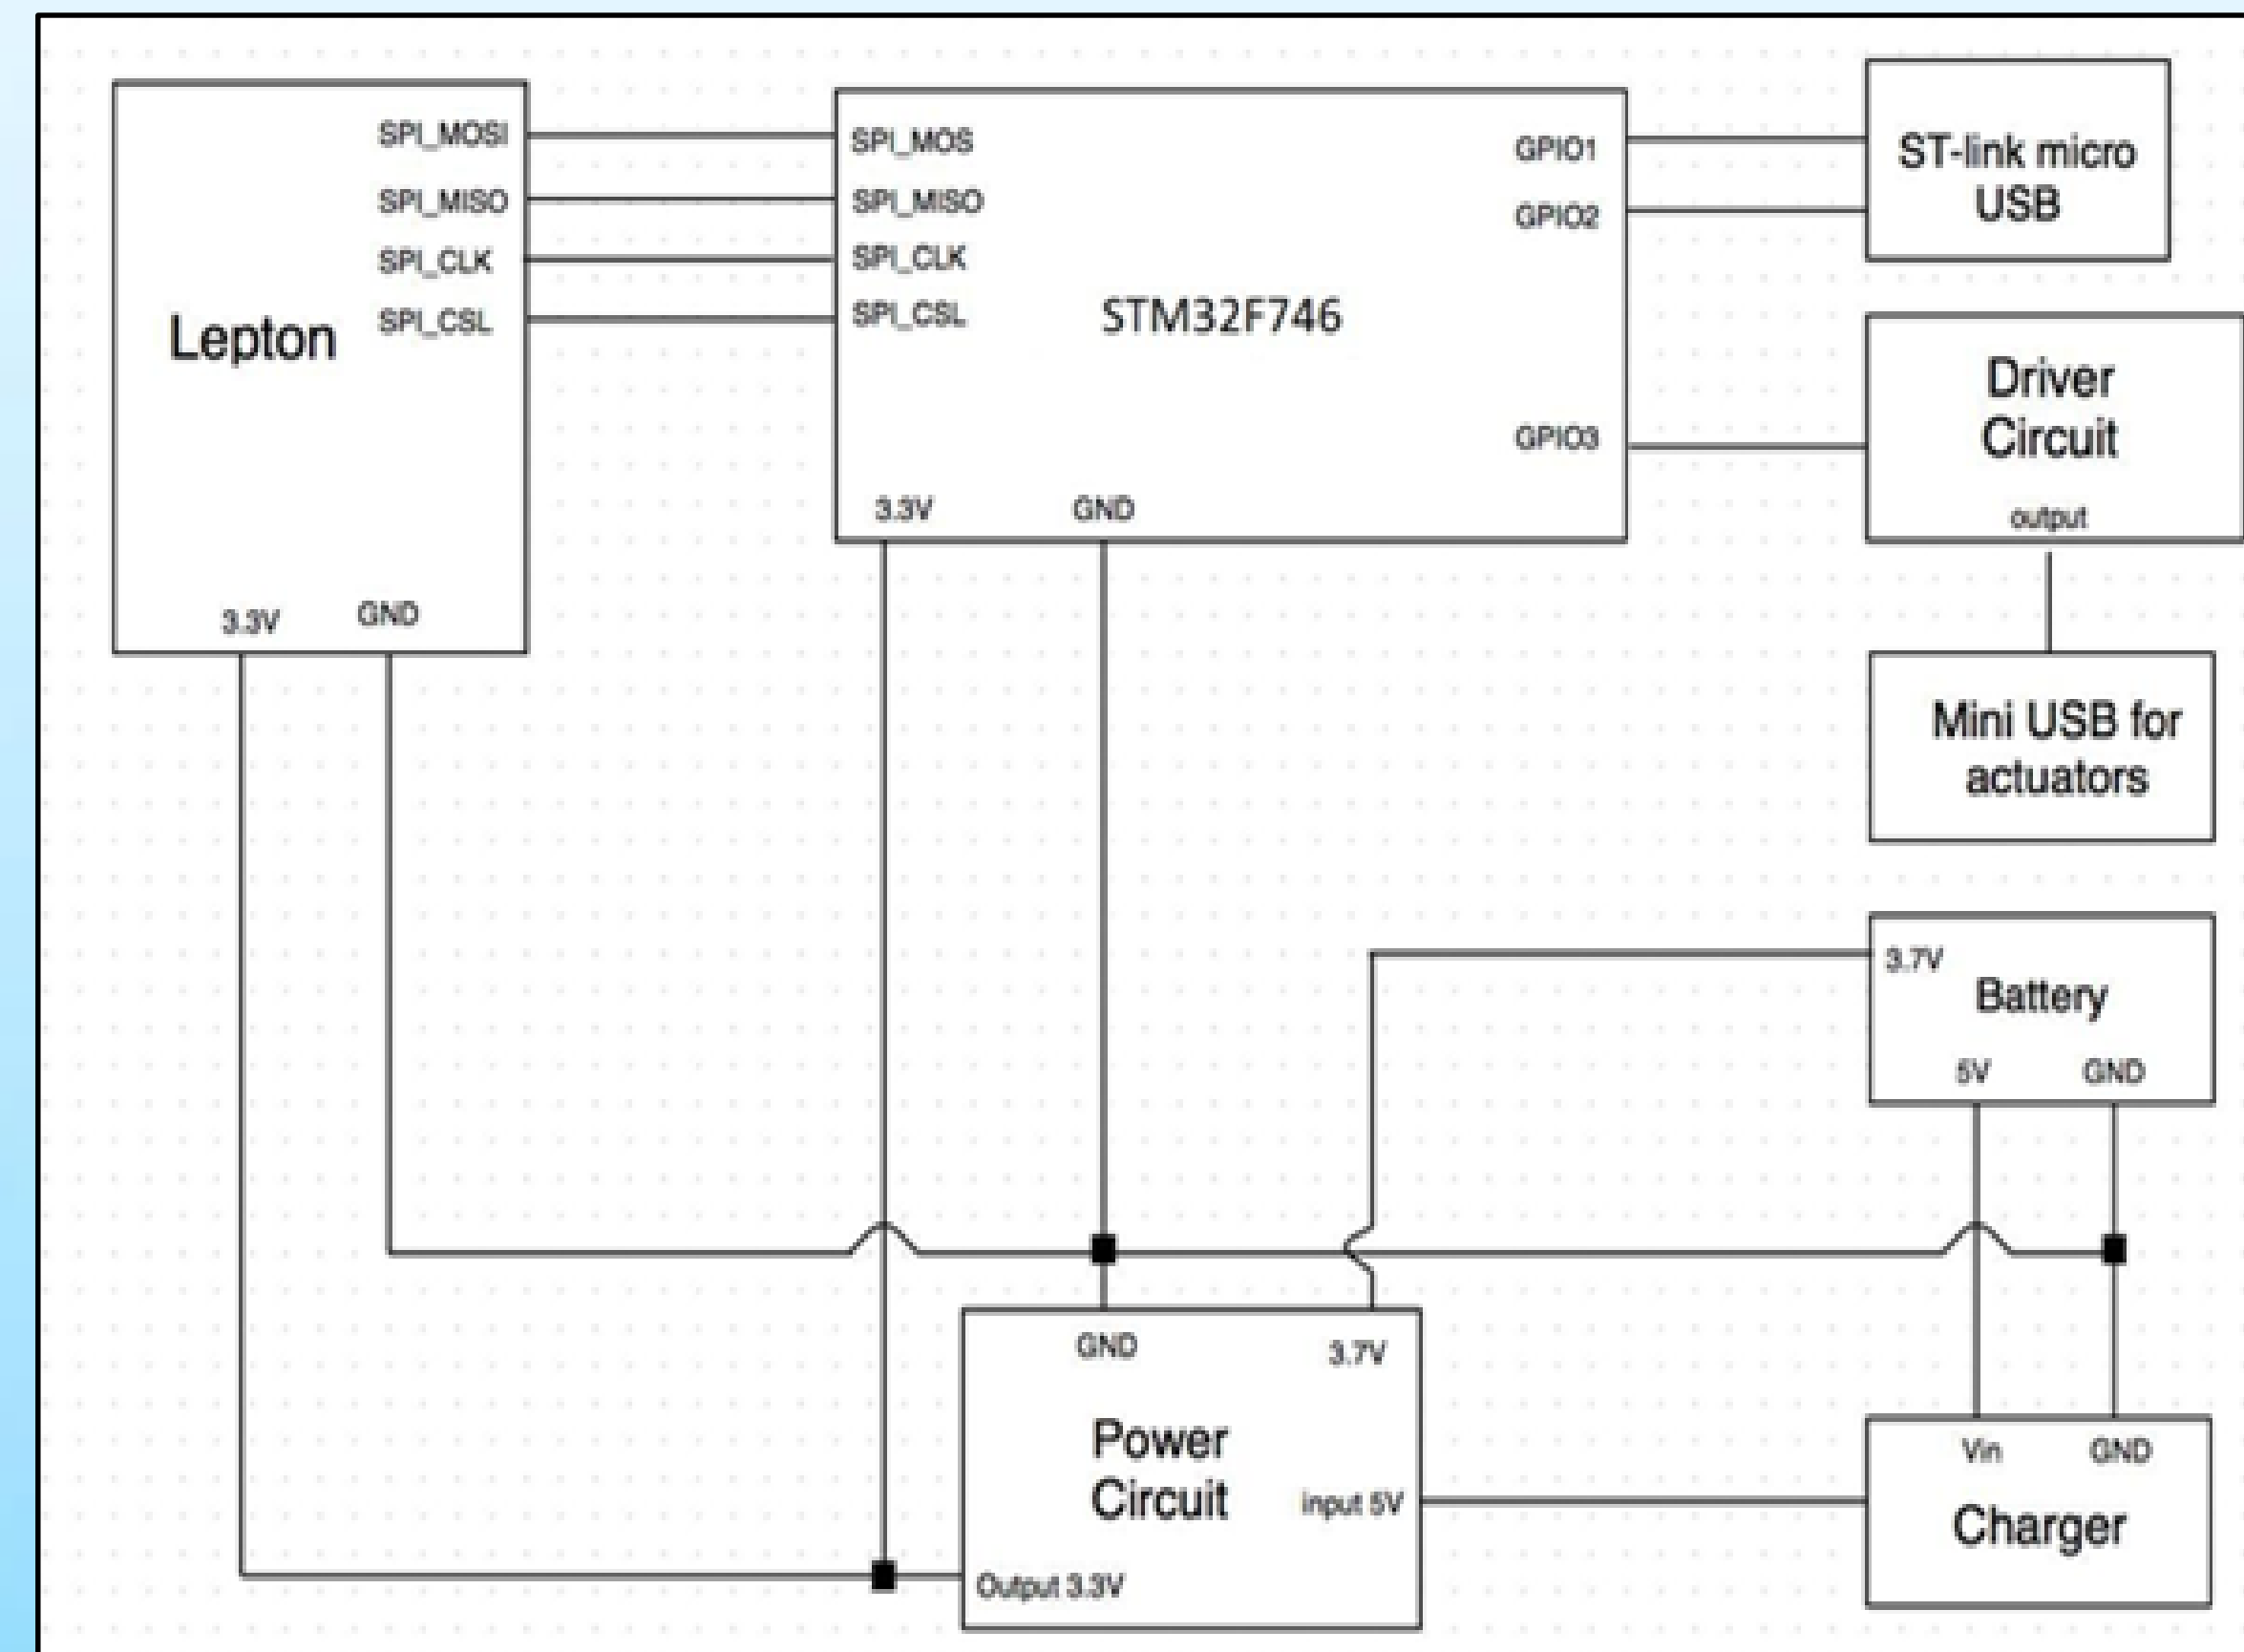 SPI_MOSI
SPI_MISO
SPI_CLK
SPI_CSL
Lepton
3.3V
GND
SPI_MOS
SPI_MISO
SPI_CLK
SPI_CSL
STM32F746
GPIO1
GPIO2
GPIO3
3.3V
GND
ST-link micro
USB
Driver
Circuit
output
Mini USB for
actuators
3.7V
Battery
5V
GND
GND
3.7V
Power
Circuit
input 5V
Output 3.3V
Vin
GND
Charger